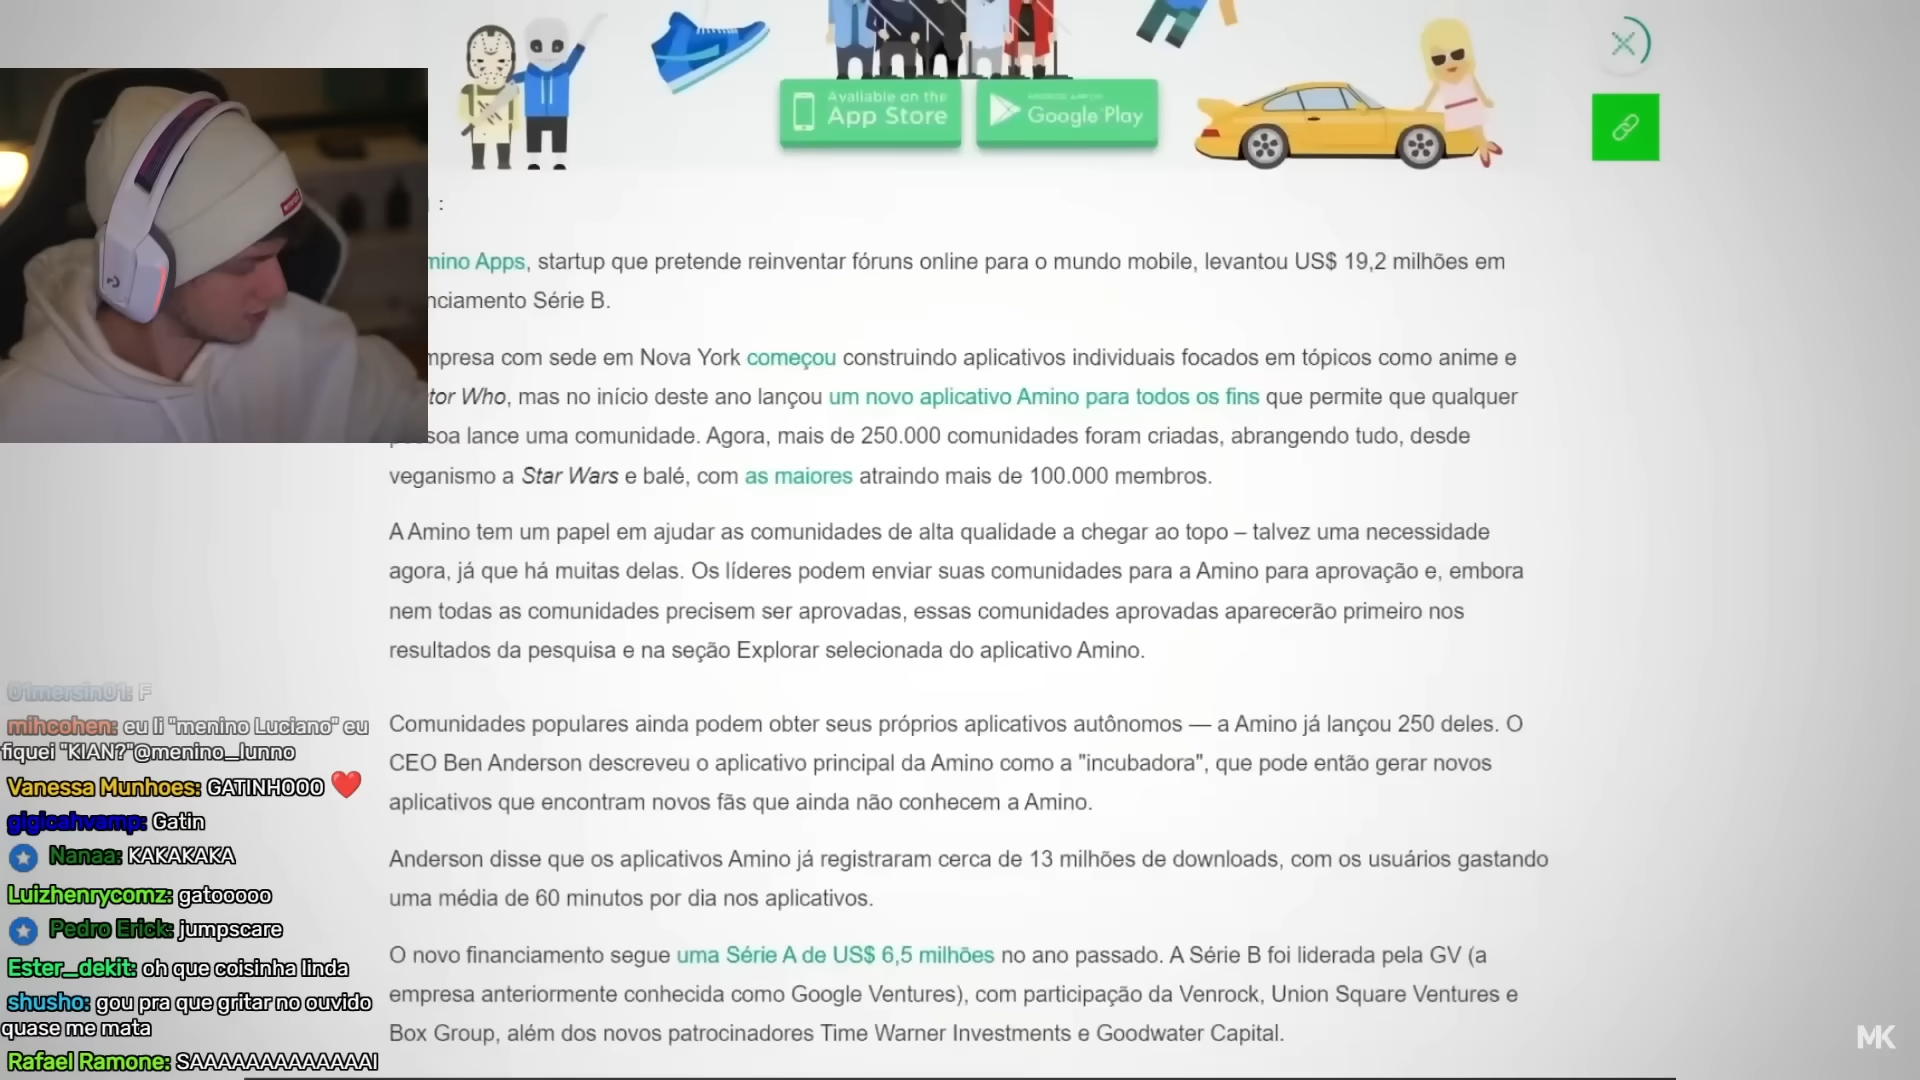 Available on the
App Store
Google Play
:
mino Apps, startup que pretende reinventar fóruns online para o mundo mobile, levantou US$ 19,2 milhões em
nciamento Série B.
mpresa com sede em Nova York começou construindo aplicativos individuais focados em tópicos como anime e
tor Who, mas no início deste ano lançou um novo aplicativo Amino para todos os fins que permite que qualquer
soa lance uma comunidade. Agora, mais de 250.000 comunidades foram criadas, abrangendo tudo, desde
veganismo a Star Wars e balé, com as maiores atraindo mais de 100.000 membros.
A Amino tem um papel em ajudar as comunidades de alta qualidade a chegar ao topo – talvez uma necessidade
agora, já que há muitas delas. Os líderes podem enviar suas comunidades para a Amino para aprovação e, embora
nem todas as comunidades precisem ser aprovadas, essas comunidades aprovadas aparecerão primeiro nos
resultados da pesquisa e na seção Explorar selecionada do aplicativo Amino.
Comunidades populares ainda podem obter seus próprios aplicativos autônomos — a Amino já lançou 250 deles. O
CEO Ben Anderson descreveu o aplicativo principal da Amino como a "incubadora", que pode então gerar novos
aplicativos que encontram novos fãs que ainda não conhecem a Amino.
Anderson disse que os aplicativos Amino já registraram cerca de 13 milhões de downloads, com os usuários gastando
uma média de 60 minutos por dia nos aplicativos.
O novo financiamento segue uma Série A de US$ 6,5 milhões no ano passado. A Série B foi liderada pela GV (a
empresa anteriormente conhecida como Google Ventures), com participação da Venrock, Union Square Ventures e
Box Group, além dos novos patrocinadores Time Warner Investments e Goodwater Capital.
01mersin01: F
mihcohen: eu li "menino Luciano" eu
fiquei "KIAN?"@menino_lunno
Vanessa Munhoes: GATINHOOO ❤️
gigicahvamp: Gatin
Nanaa: KAKAKAKA
Luizhenrycomz: gatooooo
Pedro Erick: jumpscare
Ester_dekit: oh que coisinha linda
shusho: gou pra que gritar no ouvido
quase me mata
Rafael Ramone: SAAAAAAAAAAAAAI
MK